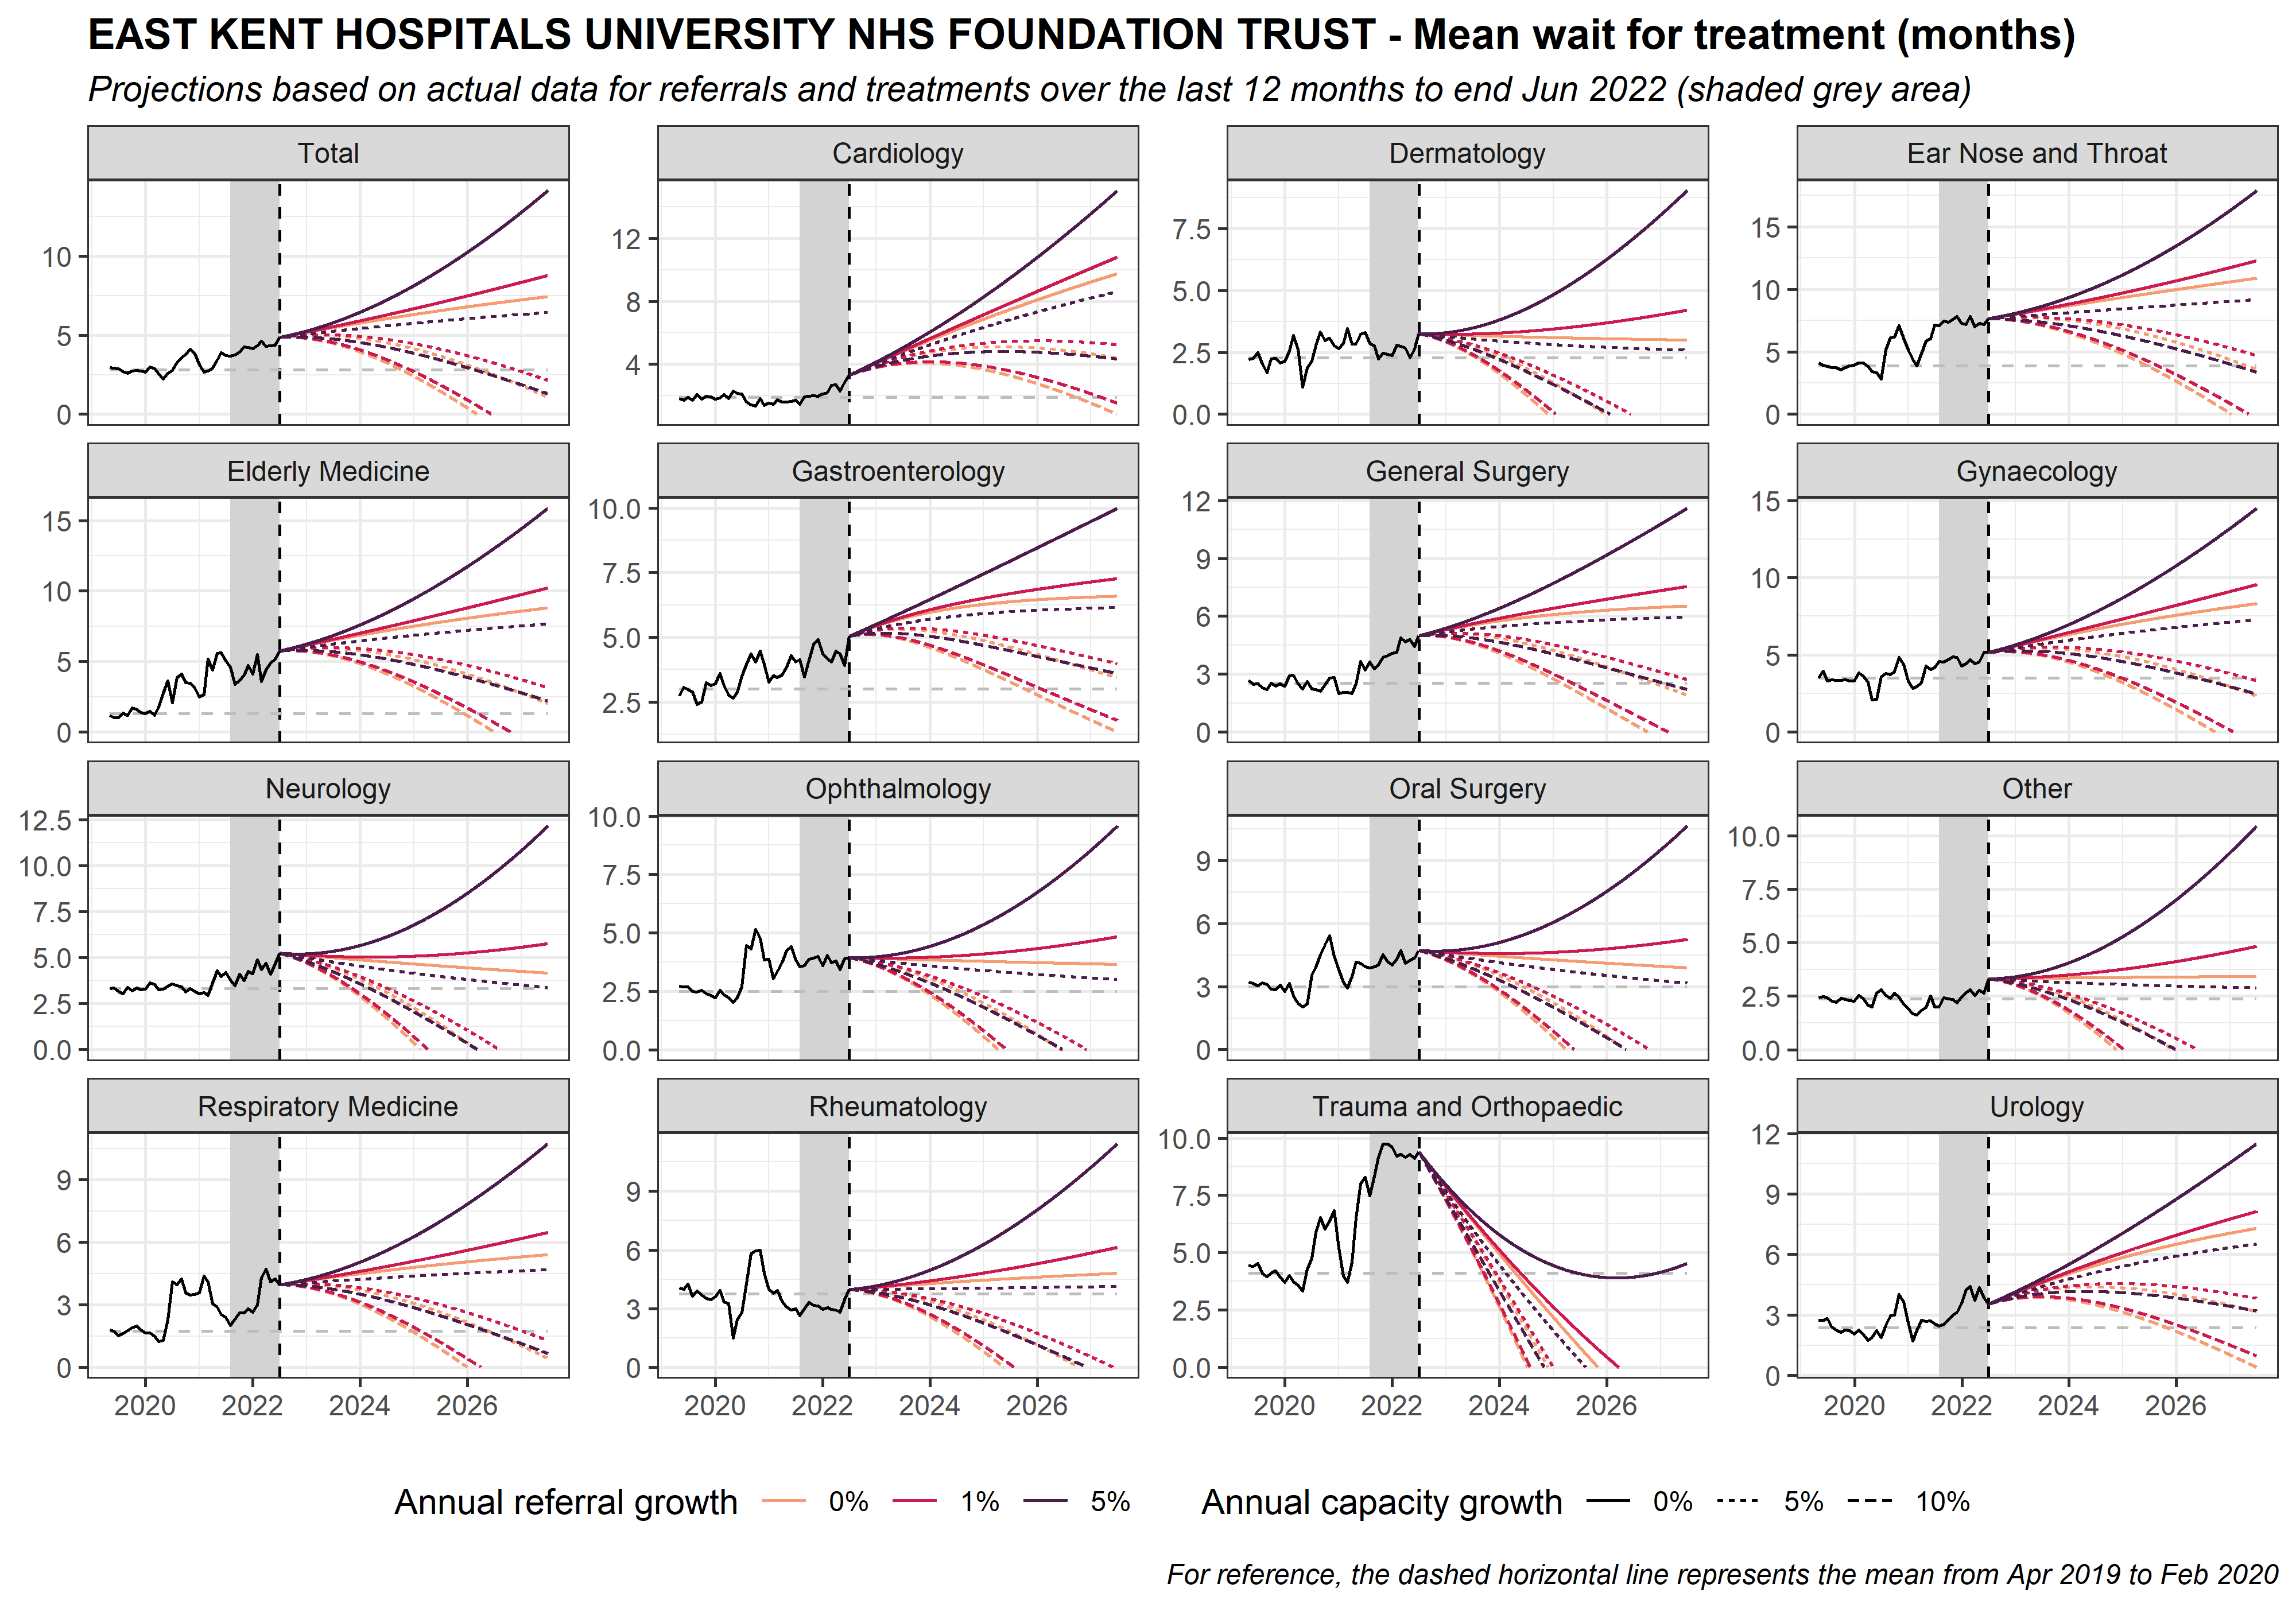 EAST KENT HOSPITALS UNIVERSITY NHS FOUNDATION TRUST - Mean wait for treatment (months)
Projections based on actual data for referrals and treatments over the last 12 months to end Jun 2022 (shaded grey area)
Total
10
5
0
Cardiology
12
8
4
Dermatology
7.5
5.0
2.5
0.0
Ear Nose and Throat
15
10
5
0
Elderly Medicine
15
10
5
0
Gastroenterology
10.0
7.5
5.0
2.5
General Surgery
12
9
6
3
0
Gynaecology
15
10
5
0
Neurology
12.5
10.0
7.5
5.0
2.5
0.0
Ophthalmology
10.0
7.5
5.0
2.5
0.0
Oral Surgery
9
6
3
0
Other
10.0
7.5
5.0
2.5
0.0
Respiratory Medicine
9
6
3
0
Rheumatology
9
6
3
0
Trauma and Orthopaedic
10.0
7.5
5.0
2.5
0.0
Urology
12
9
6
3
0
2020 2022 2024 2026
2020 2022 2024 2026
2020 2022 2024 2026
2020 2022 2024 2026
Annual referral growth 0% 1% 5%
Annual capacity growth 0% 5% 10%
For reference, the dashed horizontal line represents the mean from Apr 2019 to Feb 2020